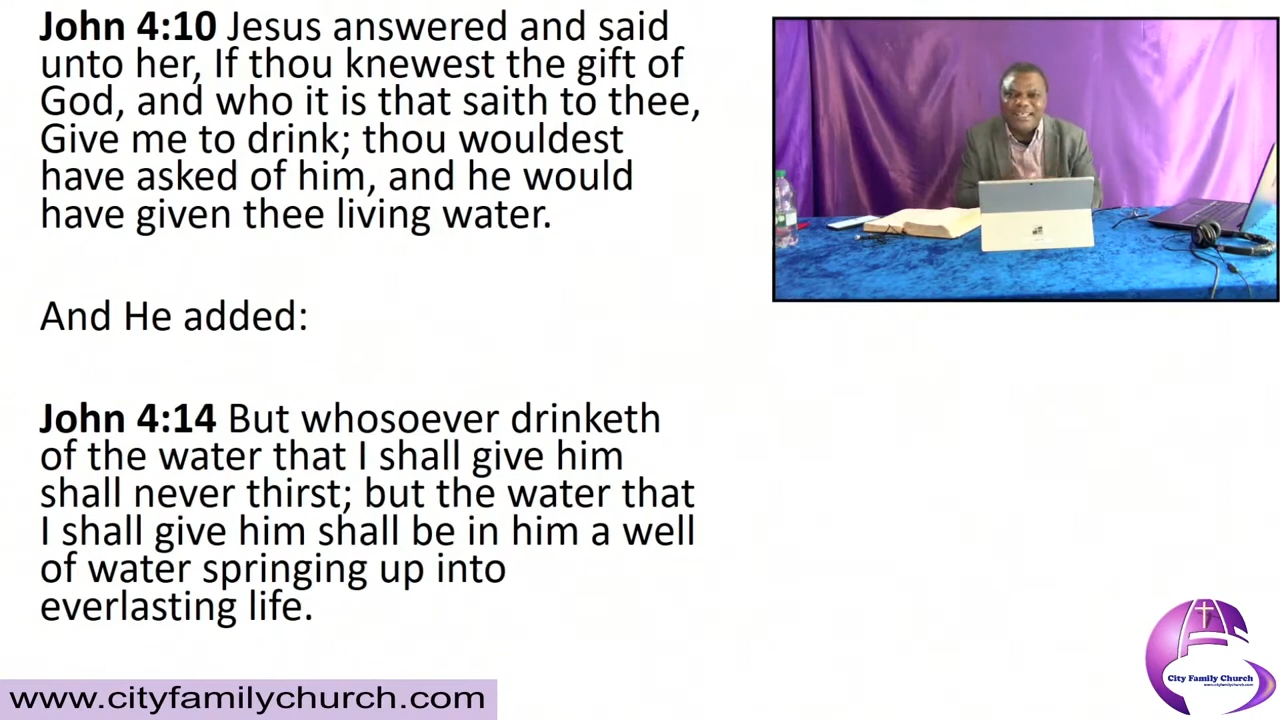 John 4:10 Jesus answered and said
unto her, If thou knewest the gift of
God, and who it is that saith to thee,
Give me to drink; thou wouldest
have asked of him, and he would
have given thee living water.
And He added:
John 4:14 But whosoever drinketh
of the water that I shall give him
shall never thirst; but the water that
I shall give him shall be in him a well
of water springing up into
everlasting life.
www.cityfamilychurch.com
City Family Church
www.cityfamilychurch.com